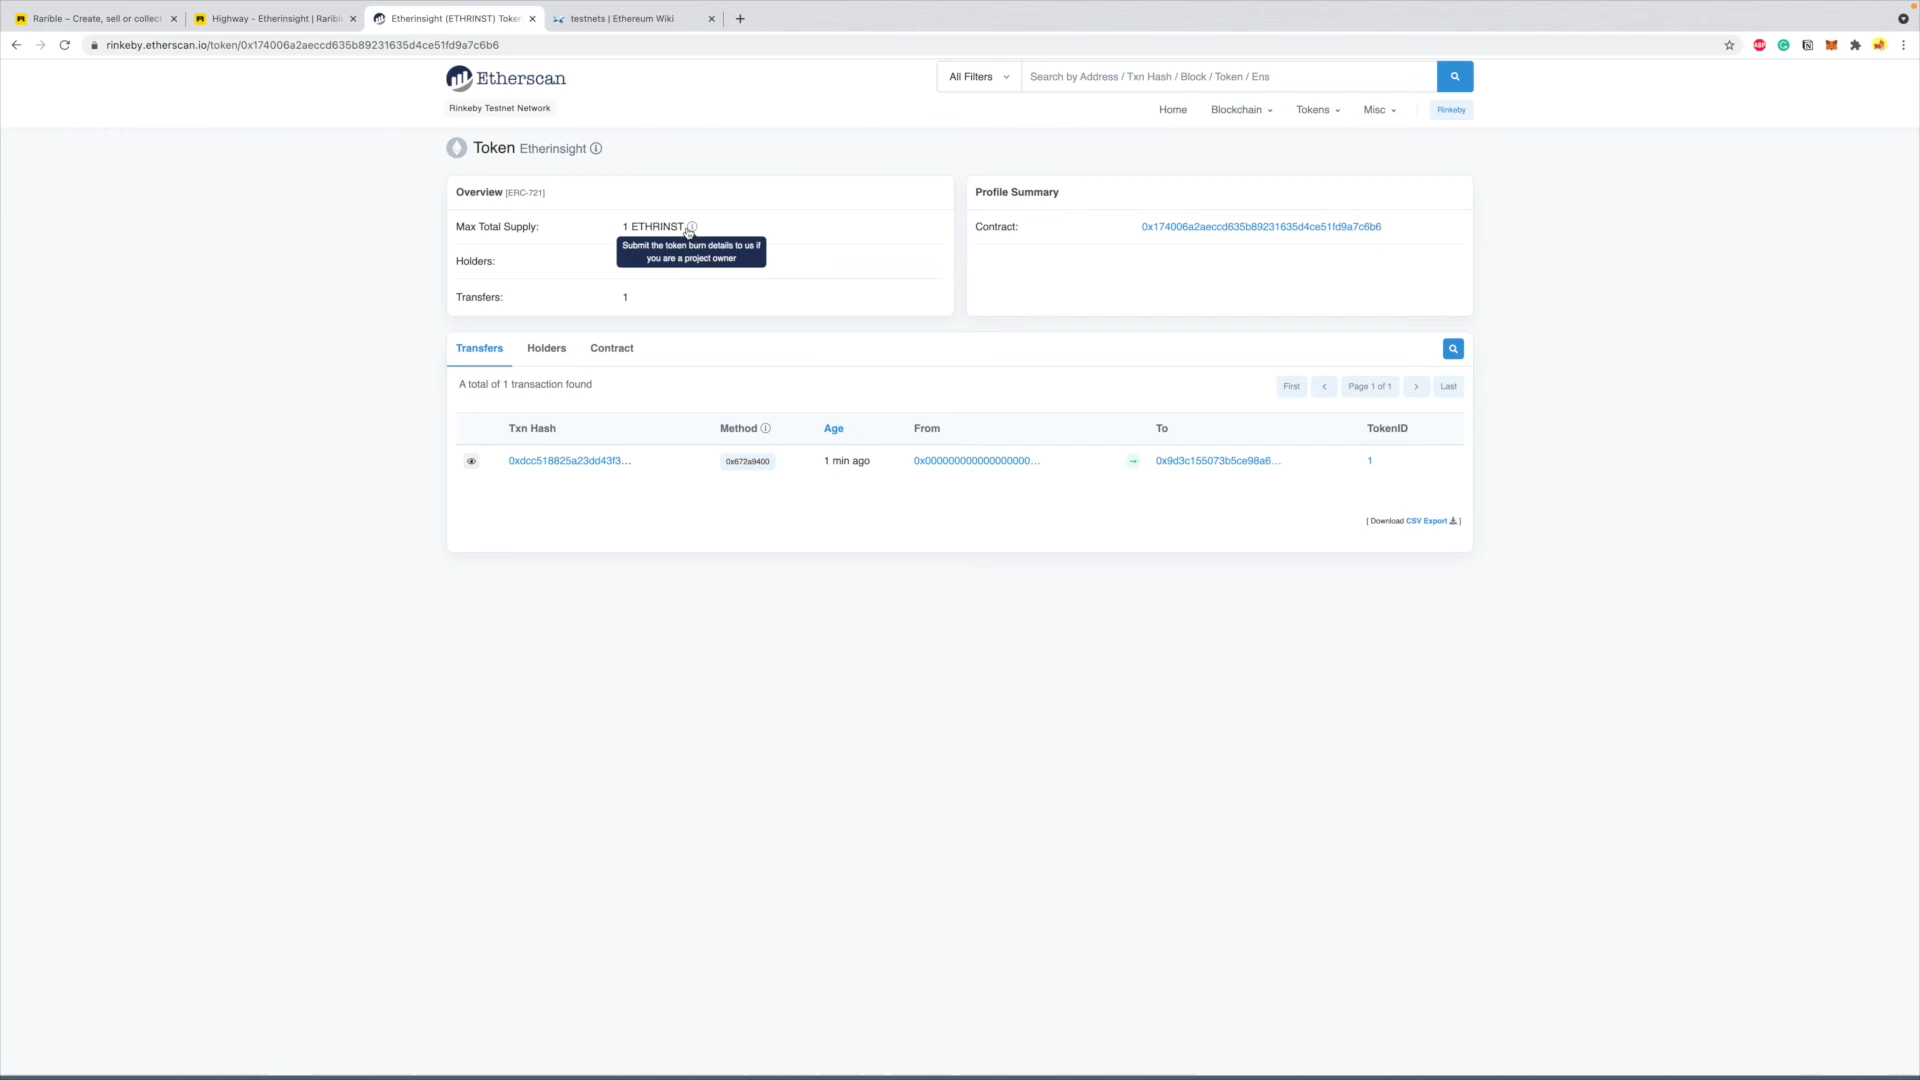 Rarible – Create, sell or collect
Highway - Etherinsight | Rarible
Etherinsight (ETHRINST) Token
testnets | Ethereum Wiki
rinkeby.etherscan.io/token/0x174006a2aeccd635b89231635d4ce51fd9a7c6b6
ABP
Etherscan
All Filters
Search by Address / Txn Hash / Block / Token / Ens
Rinkeby Testnet Network
Home
Blockchain
Tokens
Misc
Rinkeby
Token Etherinsight
Overview [ERC-721]
Max Total Supply:
1 ETHRINST
Submit the token burn details to us if
you are a project owner
Holders:
Transfers:
1
Profile Summary
Contract:
0x174006a2aeccd635b89231635d4ce51fd9a7c6b6
Transfers
Holders
Contract
A total of 1 transaction found
First
Page 1 of 1
Last
Txn Hash
Method
Age
From
To
TokenID
0xdcc518825a23dd43f3...
0x672a9400
1 min ago
0x000000000000000000...
0x9d3c155073b5ce98a6...
1
[ Download CSV Export ]